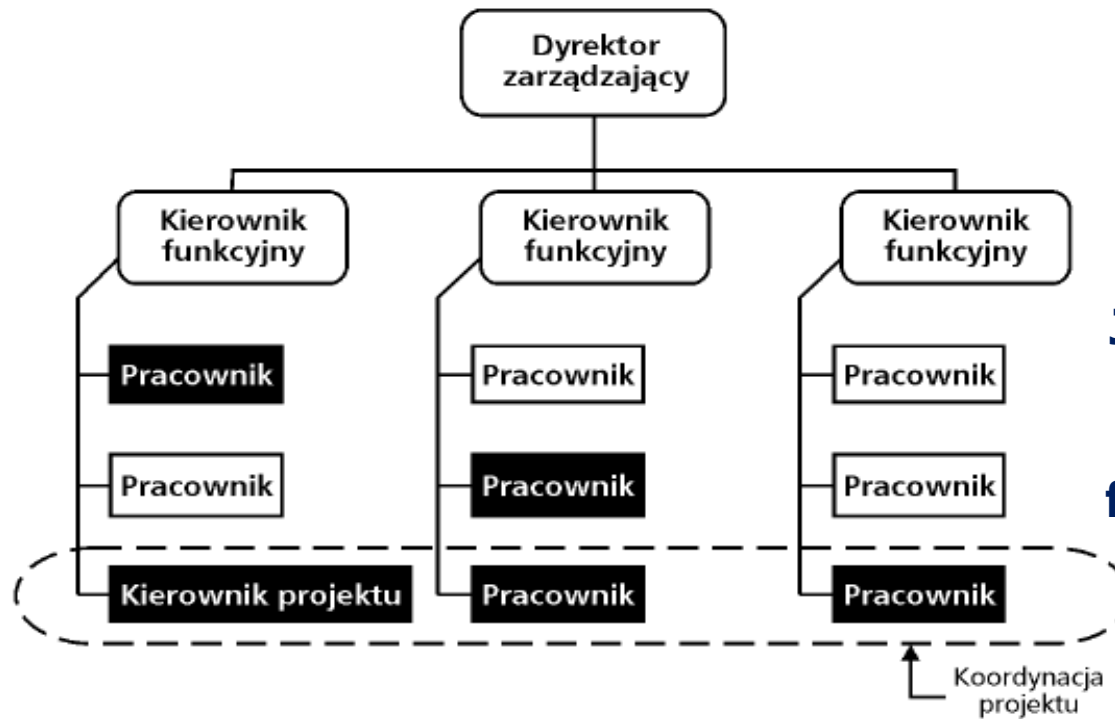 Dyrektor
zarządzający
Kierownik
funkcyjny
Kierownik
funkcyjny
Kierownik
funkcyjny
Pracownik
Pracownik
Pracownik
Pracownik
Pracownik
Pracownik
Kierownik projektu
Pracownik
Pracownik
Koordynacja
projektu